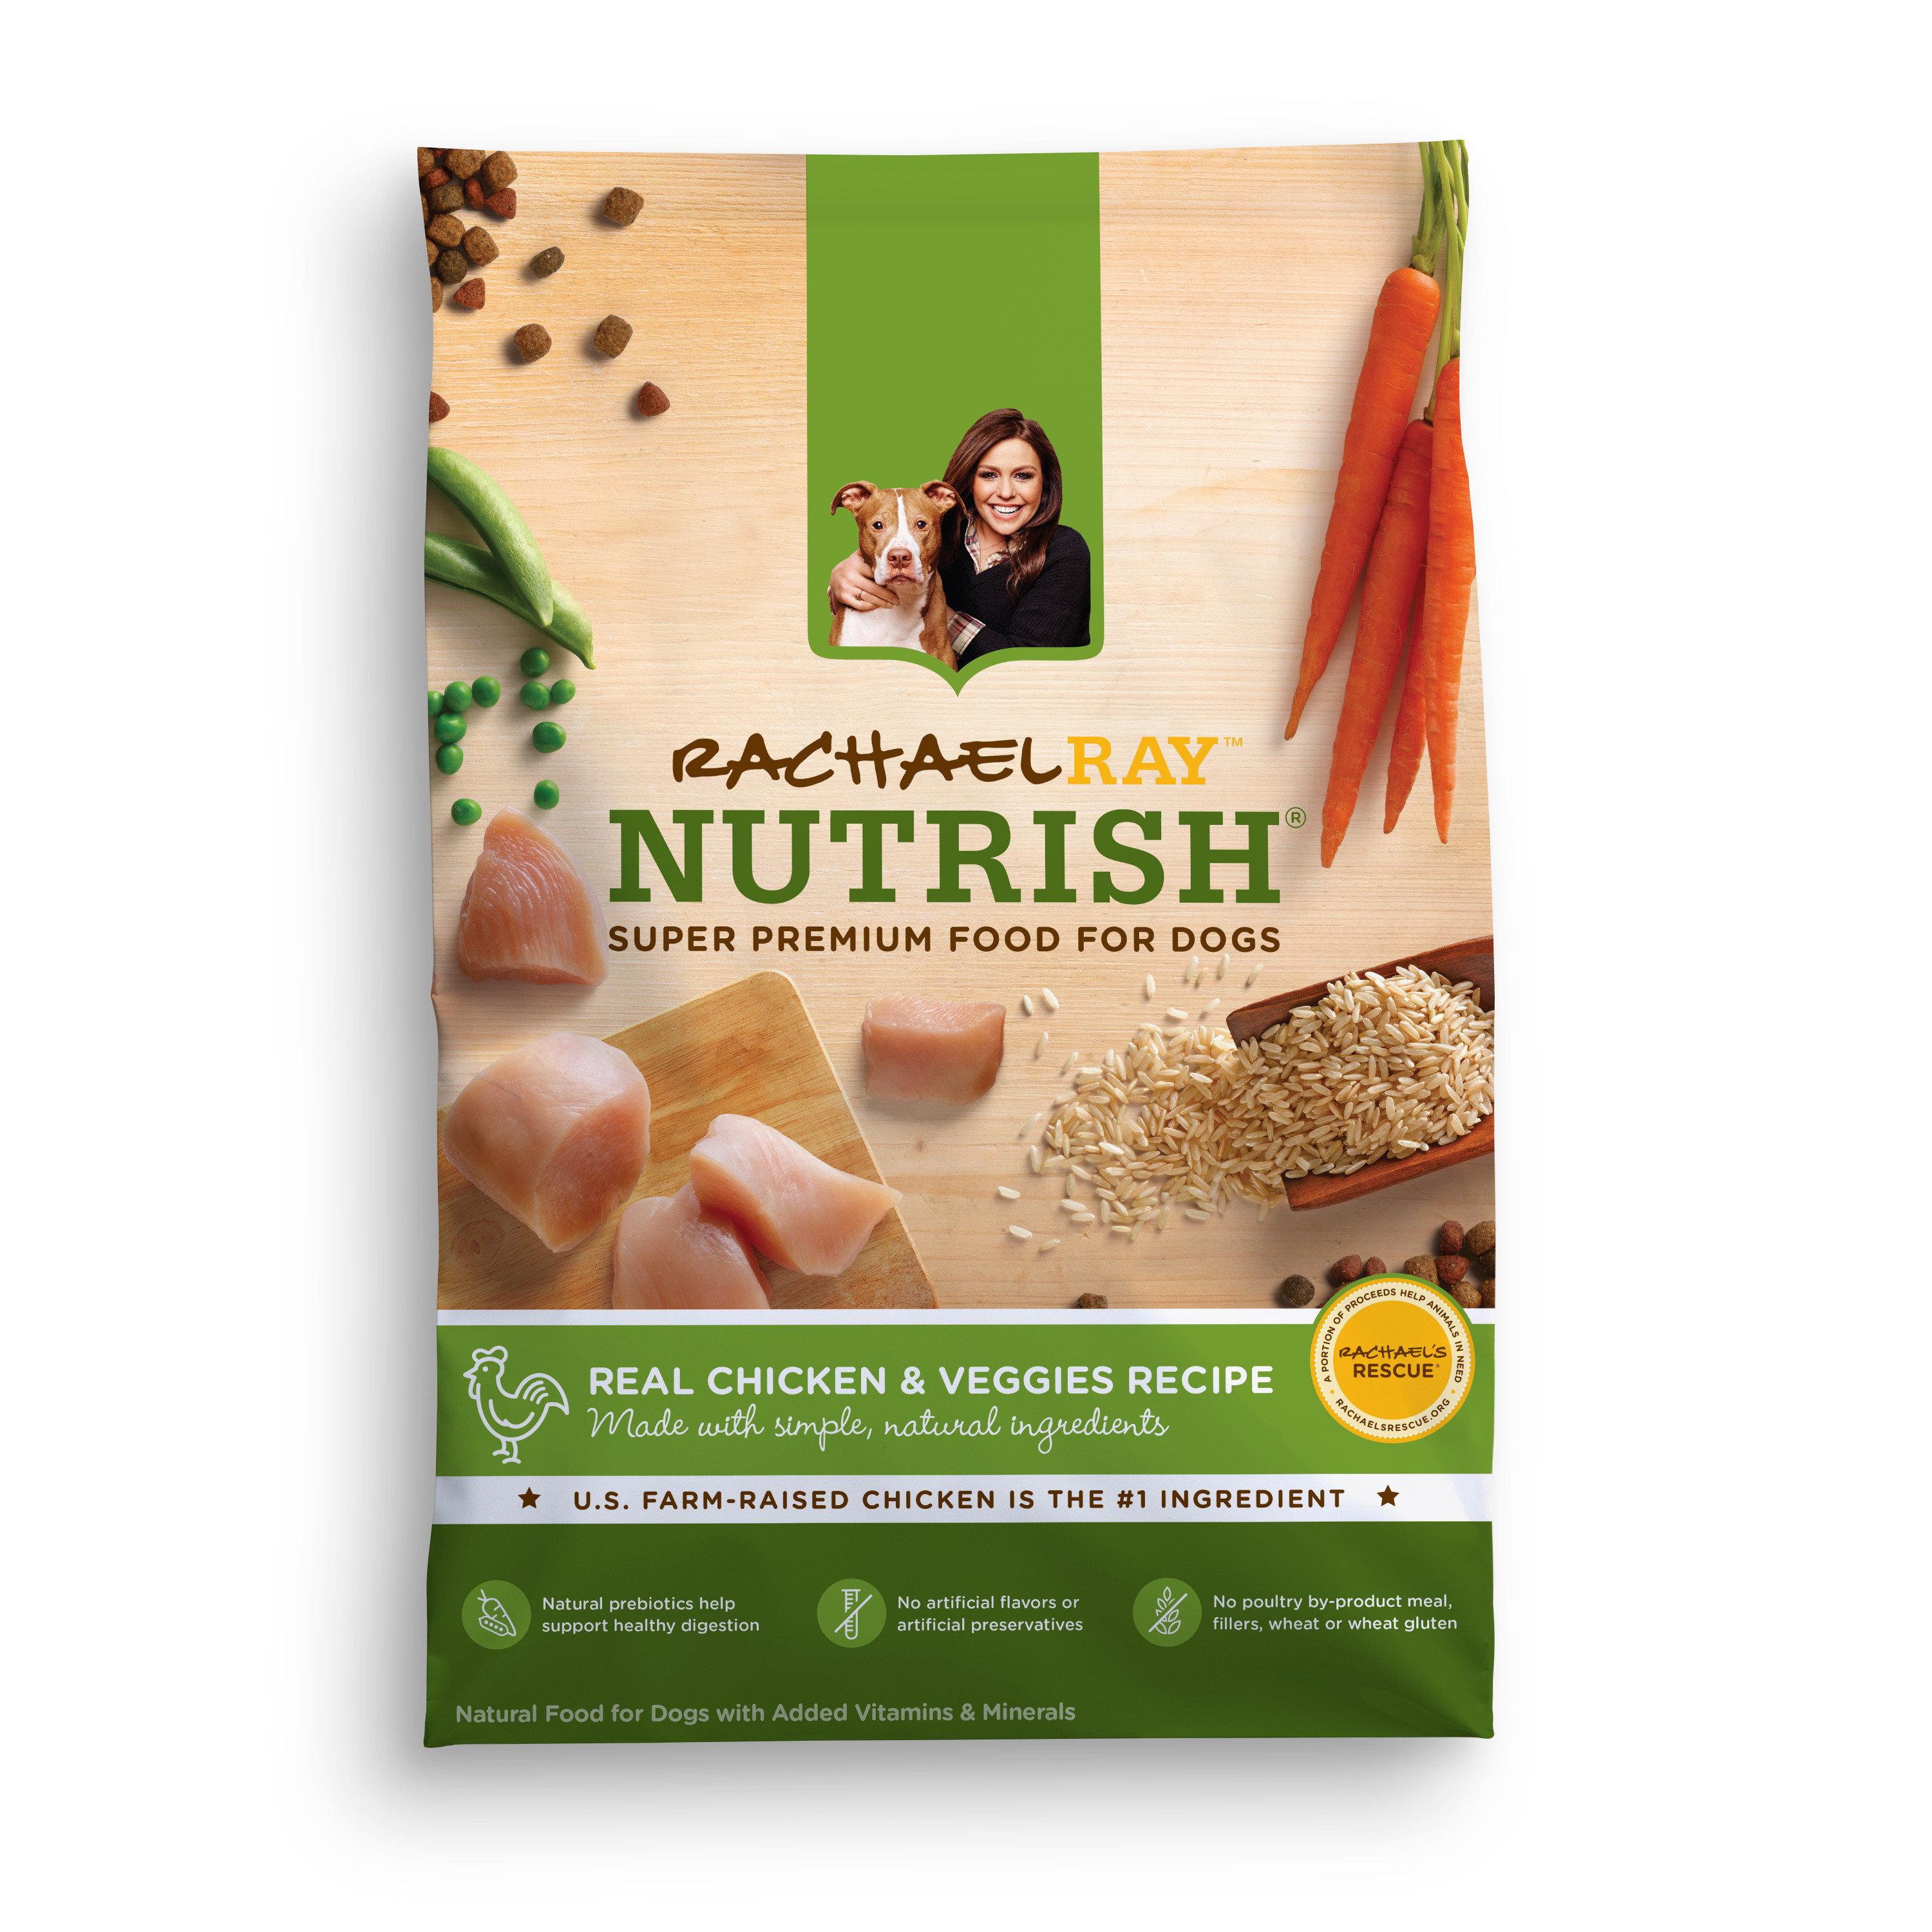 RACHAELRAY™
NUTRISH®
SUPER PREMIUM FOOD FOR DOGS
REAL CHICKEN & VEGGIES RECIPE
Made with simple, natural ingredients
A PORTION OF PROCEEDS HELP ANIMALS IN NEED
RACHAEL'S
RESCUE®
RACHAELSRESCUE.ORG
★ U.S. FARM-RAISED CHICKEN IS THE #1 INGREDIENT ★
Natural prebiotics help
support healthy digestion
No artificial flavors or
artificial preservatives
No poultry by-product meal,
fillers, wheat or wheat gluten
Natural Food for Dogs with Added Vitamins & Minerals